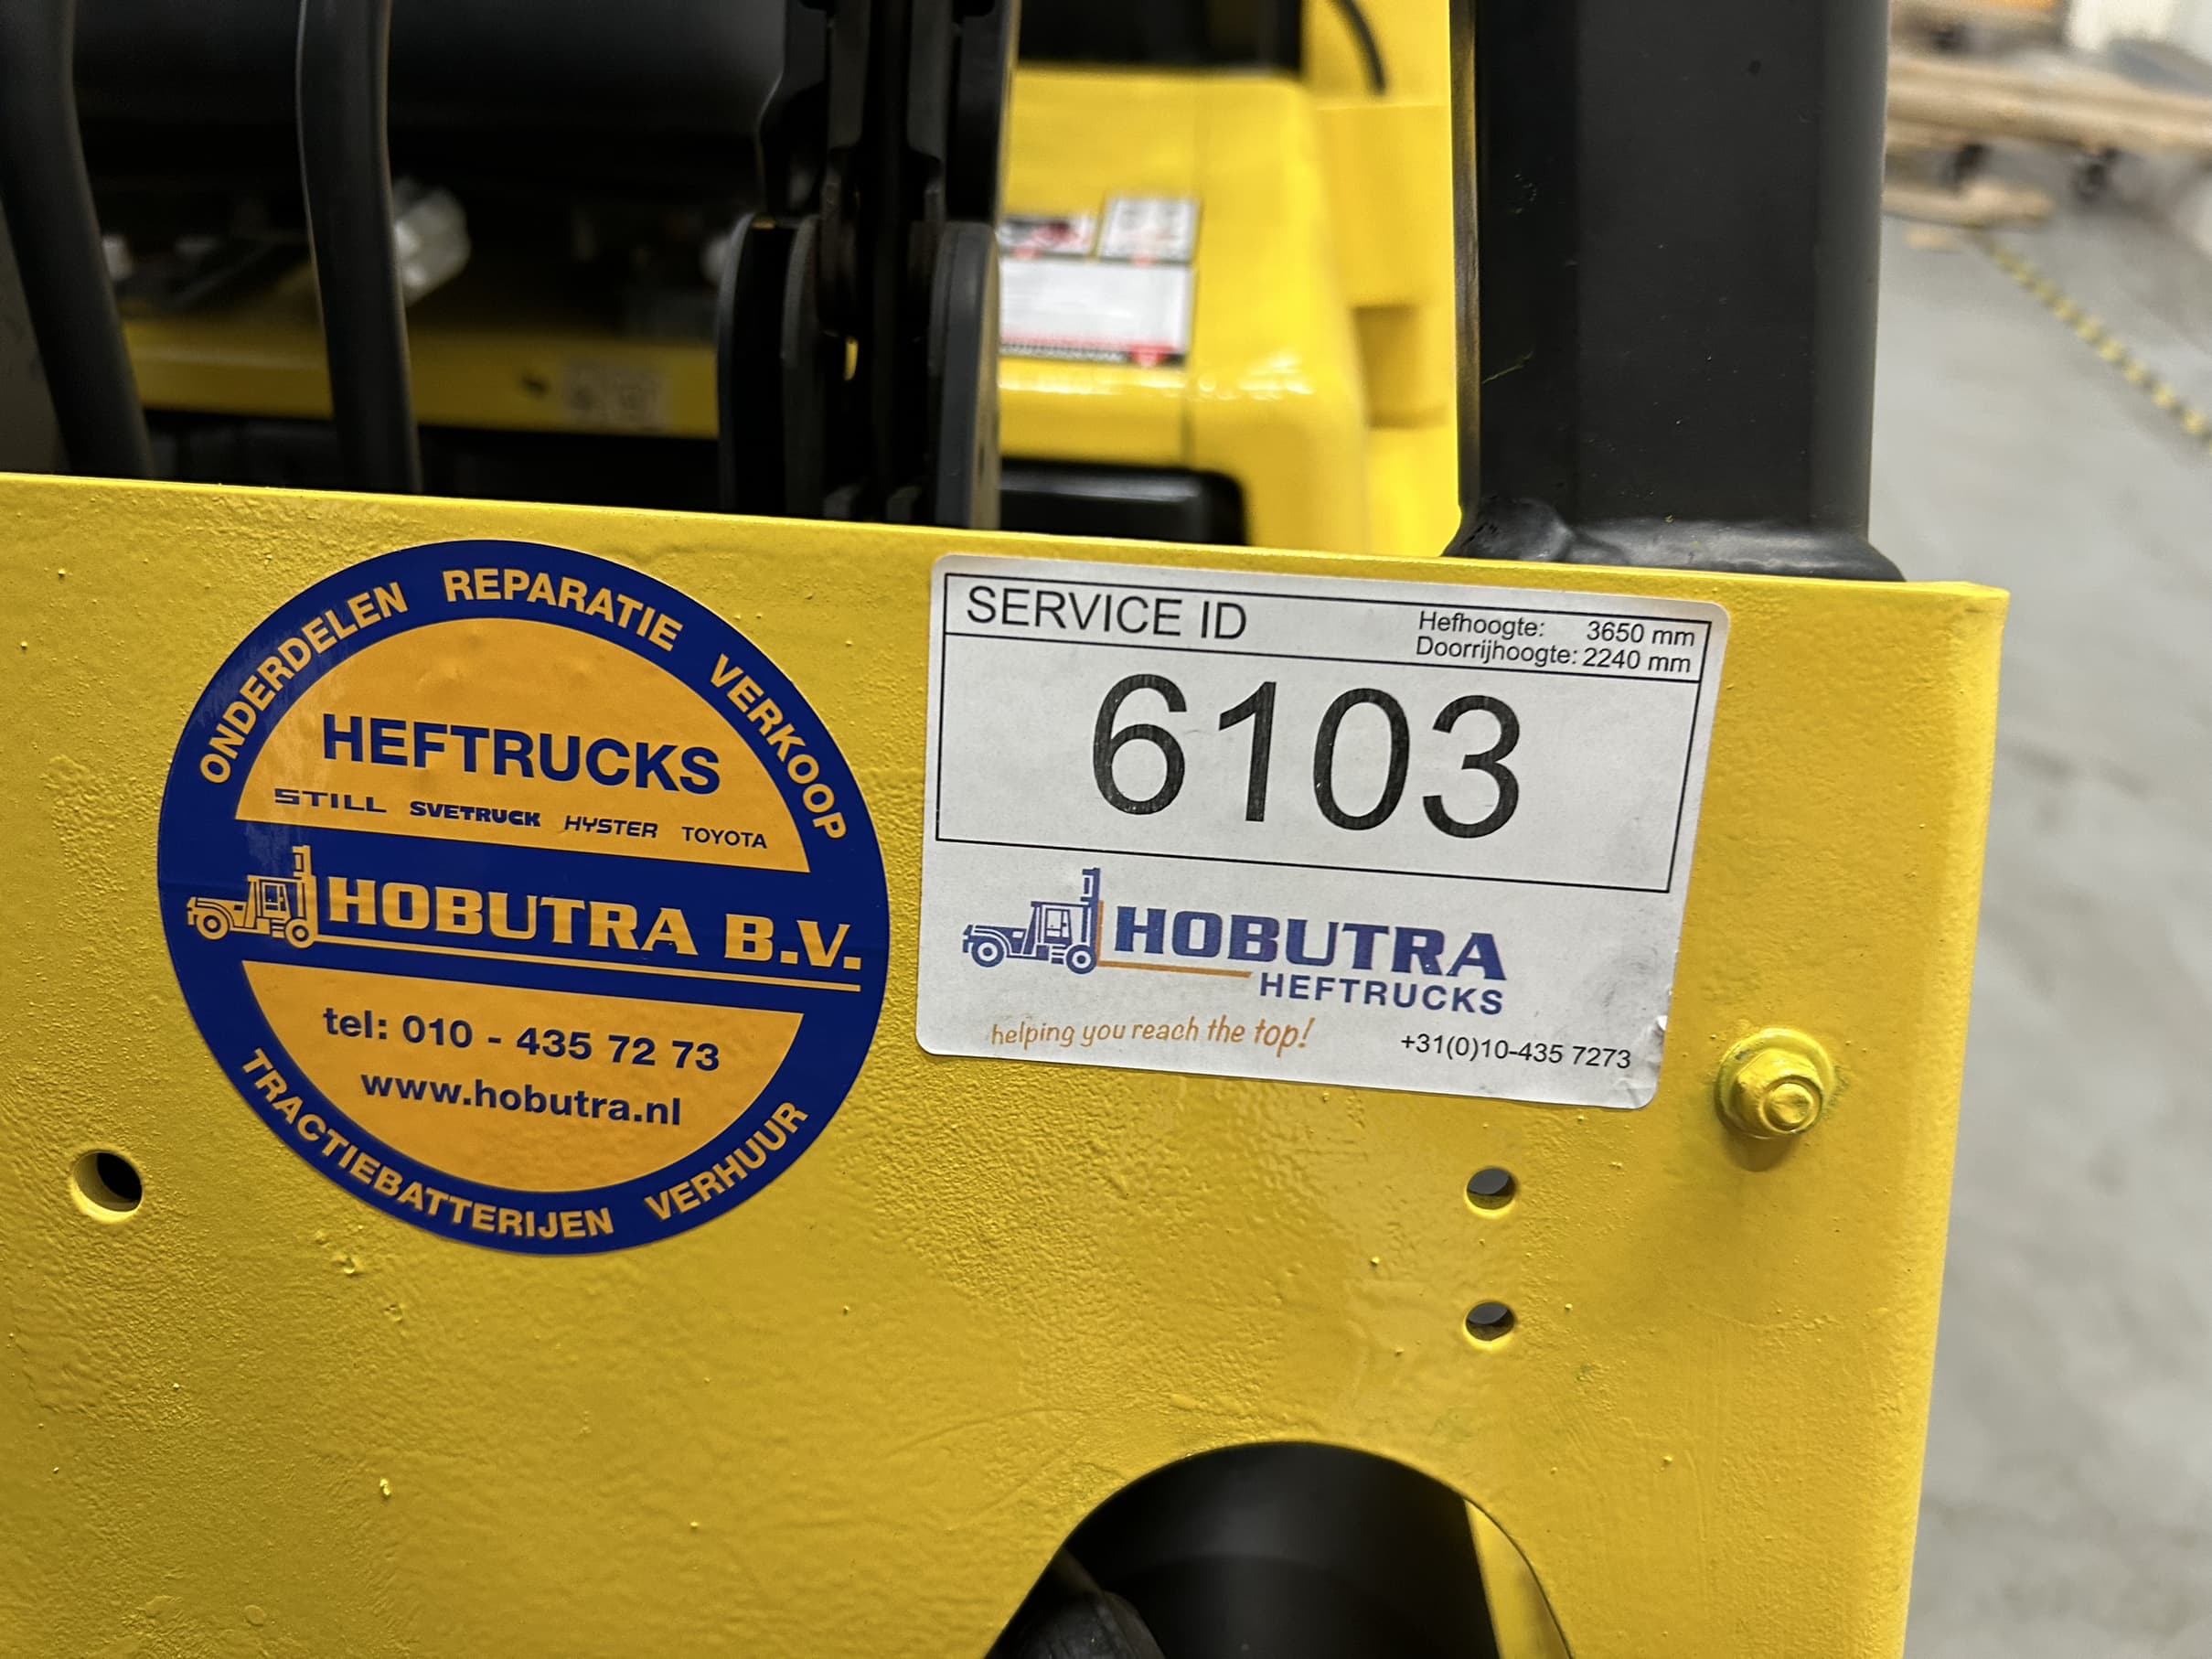 ONDERDELEN REPARATIE VERKOOP
HEFTRUCKS
STILL SVETRUCK HYSTER TOYOTA
HOBUTRA B.V.
tel: 010 - 435 72 73
www.hobutra.nl
TRACTIEBATTERIJEN VERHUUR
SERVICE ID
Hefhoogte: 3650 mm
Doorrijhoogte: 2240 mm
6103
HOBUTRA
HEFTRUCKS
helping you reach the top!
+31(0)10-435 7273